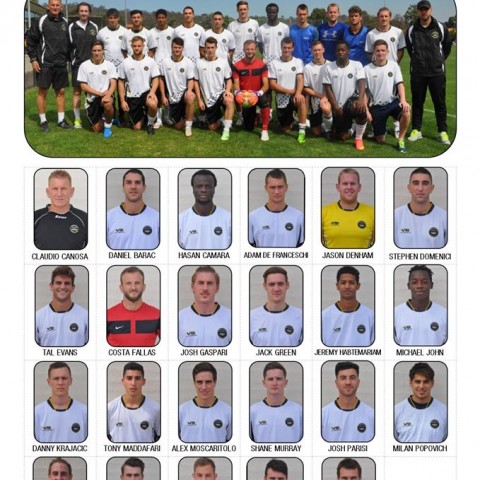 CLAUDIO CANOSA DANIEL BARAC HASAN CAMARA ADAM DE FRANCESCHI JASON DENHAM STEPHEN DOMENICI
TAL EVANS COSTA FALLAS JOSH GASPARI JACK GREEN JEREMY HABTEMARIAM MICHAEL JOHN
DANNY KRAJACIC TONY MADDAFARI ALEX MOSCARITOLO SHANE MURRAY JOSH PARISI MILAN POPOVICH